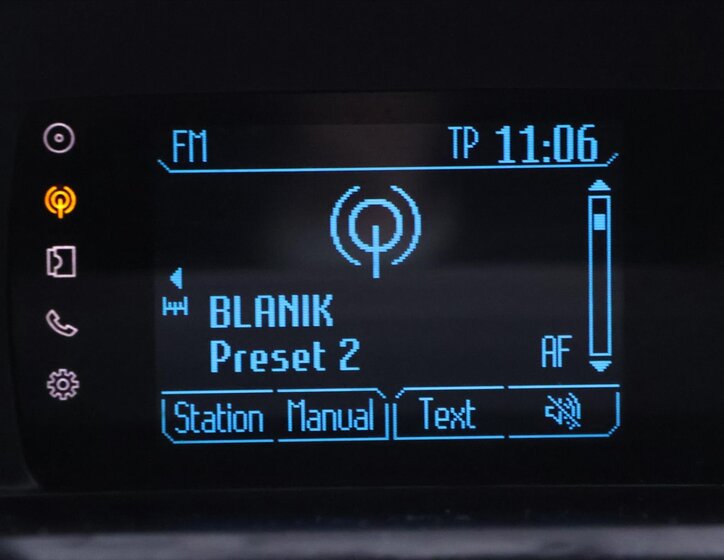 FM TP 11:06
BLANIK
Preset 2 AF
Station Manual Text